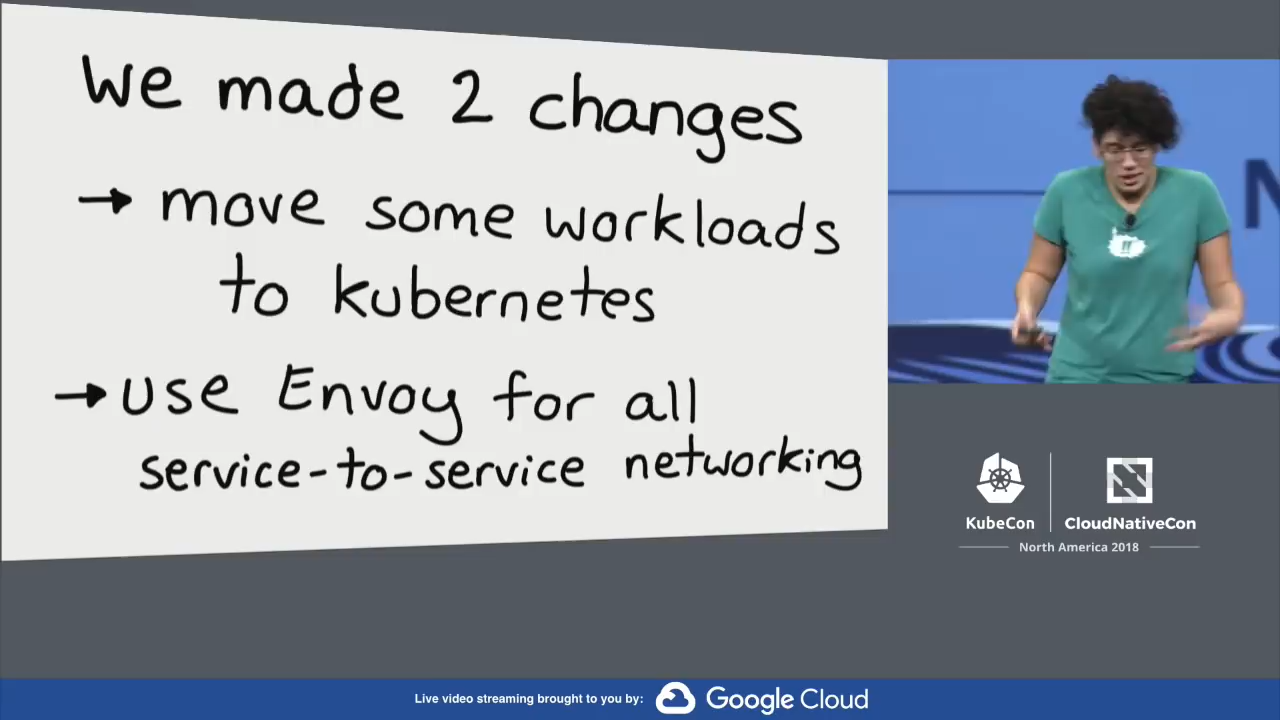 We made 2 changes
→ move some workloads
to kubernetes
→ use Envoy for all
service-to-service networking
N
KubeCon
CloudNativeCon
North America 2018
Live video streaming brought to you by:
Google Cloud